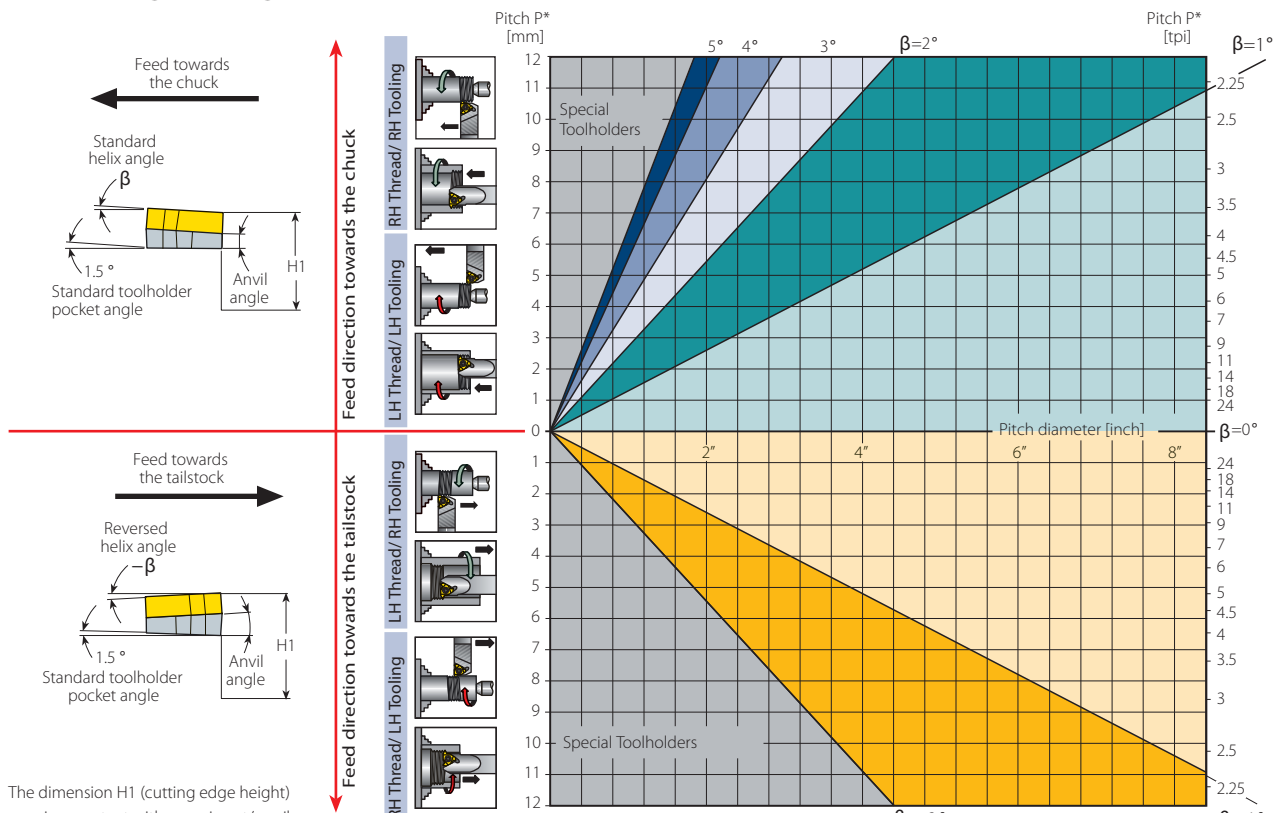 Feed towards
the chuck
Standard
helix angle
β
1.5 °
Standard toolholder
pocket angle
Anvil
angle
H1
Feed towards
the tailstock
Reversed
helix angle
–β
1.5 °
Standard toolholder
pocket angle
Anvil
angle
H1
The dimension H1 (cutting edge height)
Feed direction towards the chuck
Feed direction towards the tailstock
RH Thread/ RH Tooling
LH Thread/ LH Tooling
LH Thread/ RH Tooling
RH Thread/ LH Tooling
Pitch P*
[mm]
Pitch P*
[tpi]
5°
4°
3°
β=2°
β=1°
12
11
10
9
8
7
6
5
4
3
2
1
0
1
2
3
4
5
6
7
8
9
10
11
12
Special
Toolholders
Pitch diameter [inch]
2″
4″
6″
8″
Special Toolholders
2.25
2.5
3
3.5
4
4.5
5
6
7
9
11
14
18
24
β=0°
24
18
14
11
9
7
6
5
4.5
4
3.5
3
2.5
2.25